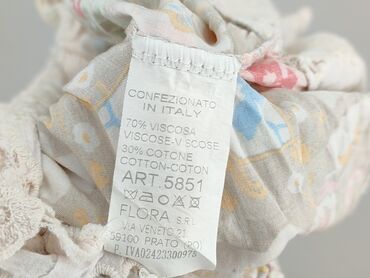 CONFEZIONATO
IN ITALY
70% VISCOSA
VISCOSE-VISCOSE
30% COTONE
COTTON-COTON
ART.5851
FLORA S.R.L.
VIA VENETO 21
59100 PRATO (PO)
P.IVA02423300975